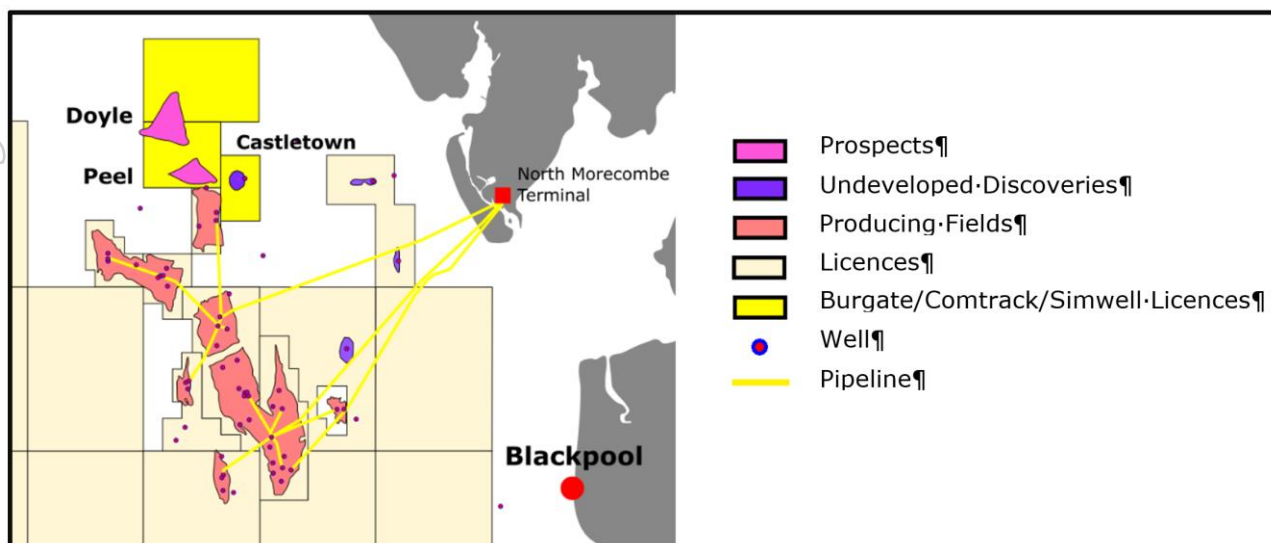 Doyle
Castletown
Peel
North Morecombe
Terminal
Blackpool
Prospects¶
Undeveloped·Discoveries¶
Producing·Fields¶
Licences¶
Burgate/Comtrack/Simwell·Licences¶
Well¶
Pipeline¶